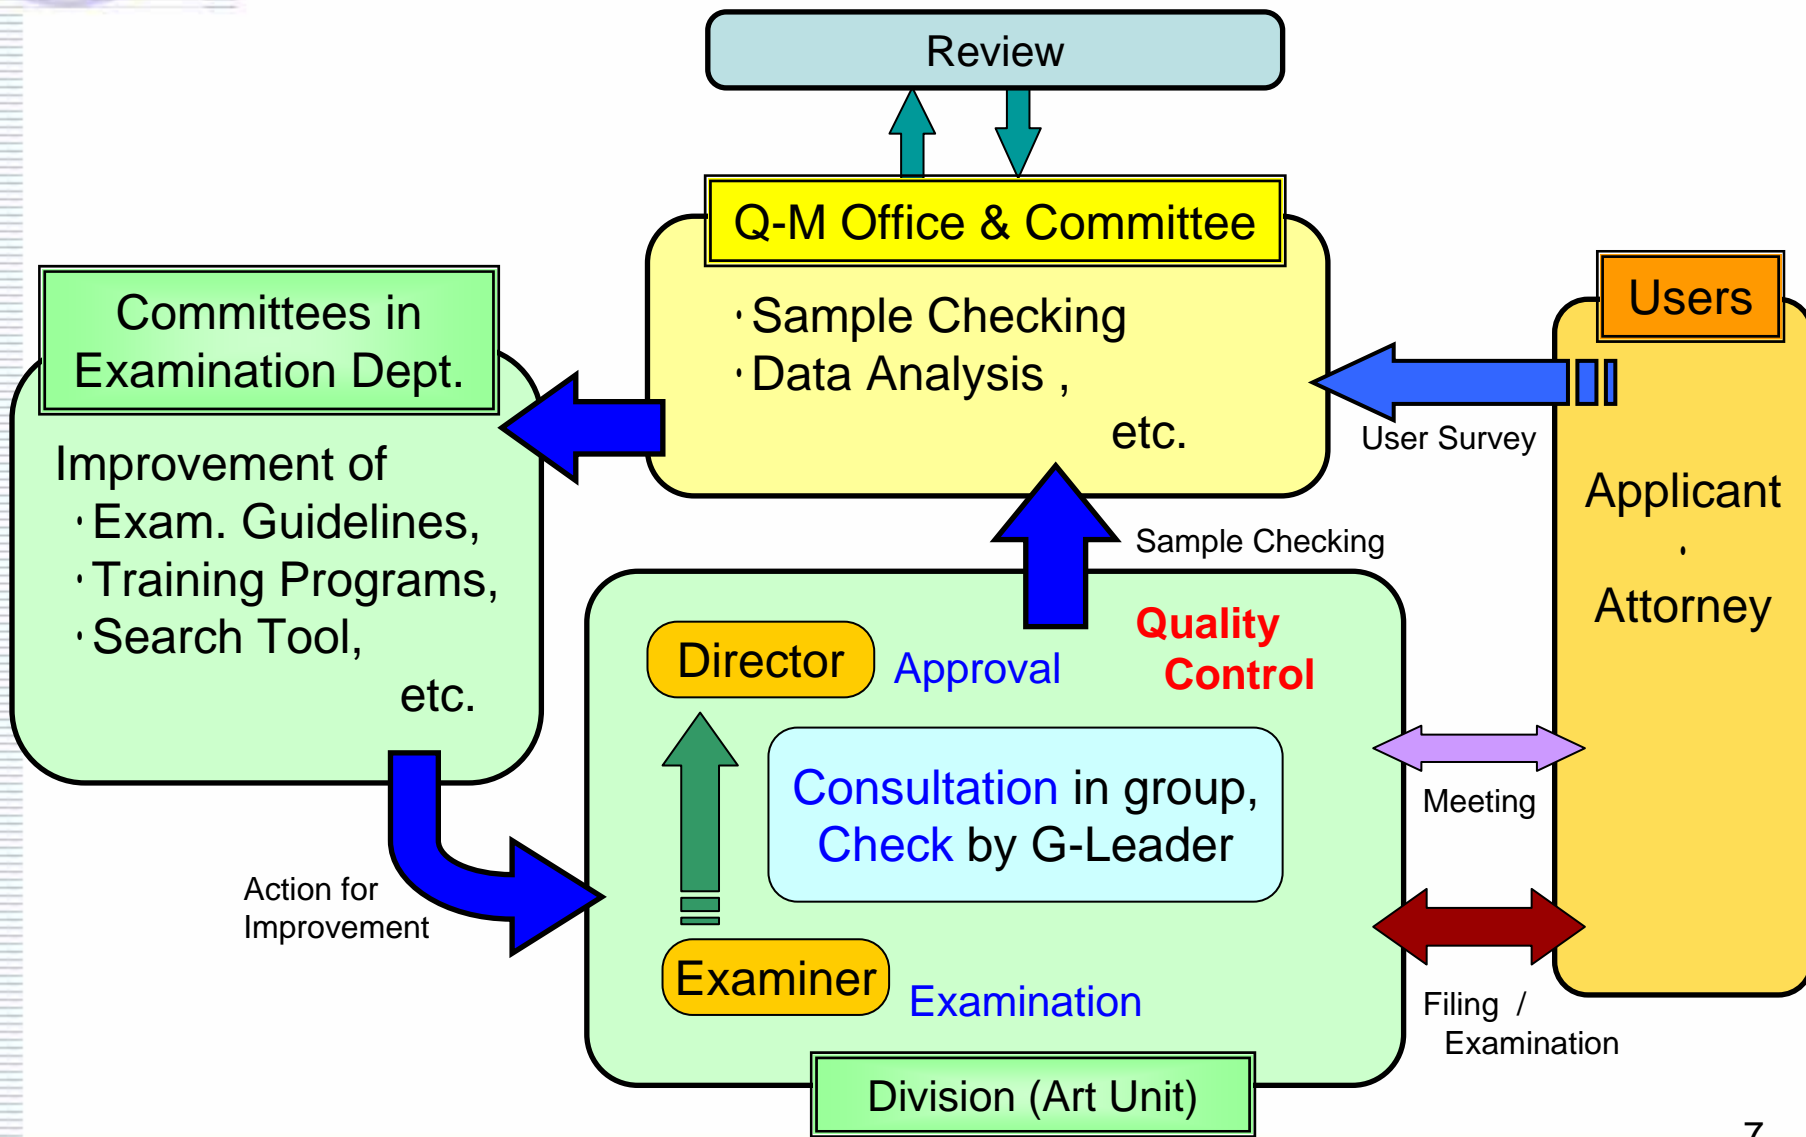 Review
Q-M Office & Committee
・Sample Checking
・Data Analysis ,
etc.
Committees in
Examination Dept.
Improvement of
・Exam. Guidelines,
・Training Programs,
・Search Tool,
etc.
Users
Applicant
・
Attorney
User Survey
Sample Checking
Quality
Control
Director
Approval
Consultation in group,
Check by G-Leader
Examiner
Examination
Division (Art Unit)
Action for
Improvement
Meeting
Filing /
Examination
7